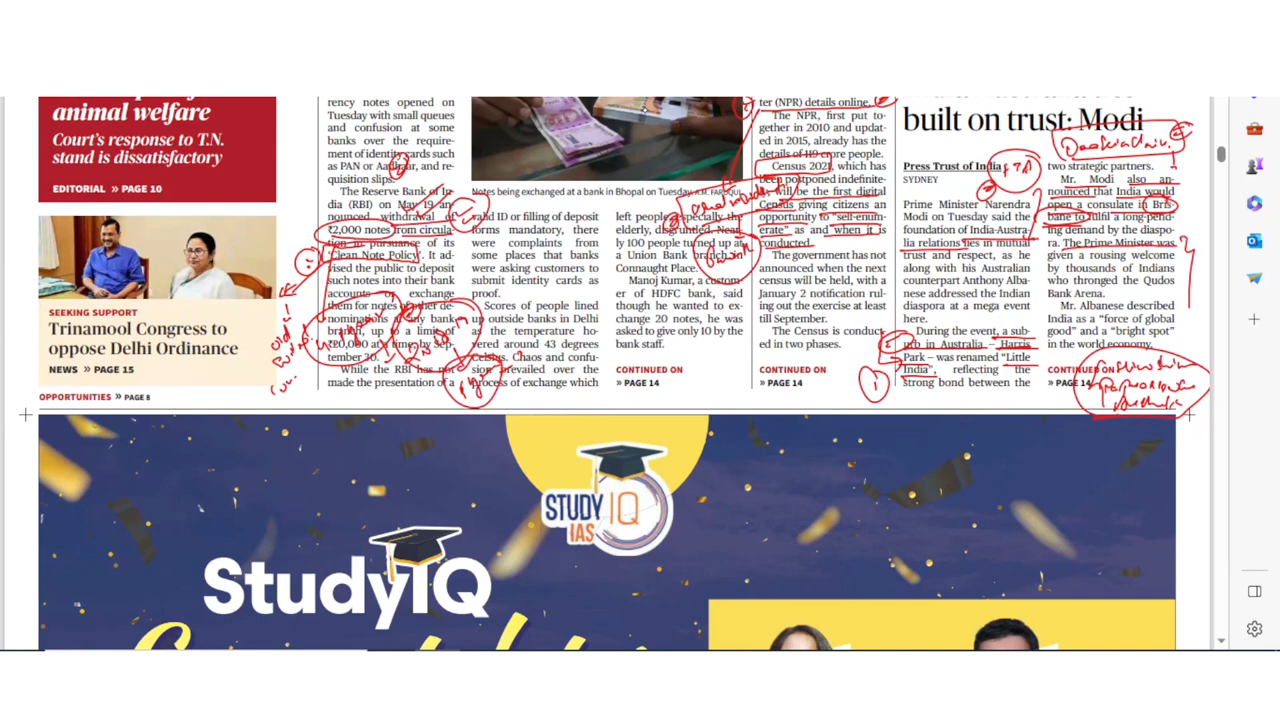 animal welfare
Court's response to T.N.
stand is dissatisfactory
EDITORIAL » PAGE 10
SEEKING SUPPORT
Trinamool Congress to
oppose Delhi Ordinance
NEWS » PAGE 15
OPPORTUNITIES » PAGE 8
rency notes opened on
Tuesday with small queues
and confusion at some
banks over the require-
ment of identity cards such
as PAN or Aadhaar, and re-
quisition slips.
The Reserve Bank of In-
dia (RBI) on May 19 an-
nounced withdrawal of
₹2,000 notes from circula-
tion in pursuance of its
"Clean Note Policy". It ad-
vised the public to deposit
such notes into their bank
accounts or exchange
them for notes of other de-
nominations at any bank
branch, up to a limit of
₹20,000 at a time, by Sep-
tember 30.
While the RBI has not
made the presentation of a
Notes being exchanged at a bank in Bhopal on Tuesday. A.M. FARUQUI
valid ID or filling of deposit
forms mandatory, there
were complaints from
some places that banks
were asking customers to
submit identity cards as
proof.
Scores of people lined
up outside banks in Delhi
as the temperature ho-
vered around 43 degrees
Celsius. Chaos and confu-
sion prevailed over the
process of exchange which
left people, especially the
elderly, disgruntled. Near-
ly 100 people turned up at
a Union Bank branch in
Connaught Place.
Manoj Kumar, a custom-
er of HDFC bank, said
though he wanted to ex-
change 20 notes, he was
asked to give only 10 by the
bank staff.
CONTINUED ON
» PAGE 14
ter (NPR) details online.
The NPR, first put to-
gether in 2010 and updat-
ed in 2015, already has the
details of 119 crore people.
Census 2021, which has
been postponed indefinite-
ly, will be the first digital
Census giving citizens an
opportunity to "self-enum-
erate" as and when it is
conducted.
The government has not
announced when the next
census will be held, with a
January 2 notification rul-
ing out the exercise at least
till September.
The Census is conduct-
ed in two phases.
CONTINUED ON
» PAGE 14
built on trust: Modi
Press Trust of India
SYDNEY
Prime Minister Narendra
Modi on Tuesday said the
foundation of India-Austra-
lia relations lies in mutual
trust and respect, as he
along with his Australian
counterpart Anthony Alba-
nese addressed the Indian
diaspora at a mega event
here.
During the event, a sub-
urb in Australia – Harris
Park – was renamed "Little
India", reflecting the
strong bond between the
two strategic partners.
Mr. Modi also an-
nounced that India would
open a consulate in Bris-
bane to fulfil a long-pend-
ing demand by the diaspo-
ra. The Prime Minister was
given a rousing welcome
by thousands of Indians
who thronged the Qudos
Bank Arena.
Mr. Albanese described
India as a "force of global
good" and a "bright spot"
in the world economy.
CONTINUED ON
» PAGE 14
STUDY IQ
IAS
StudyIQ